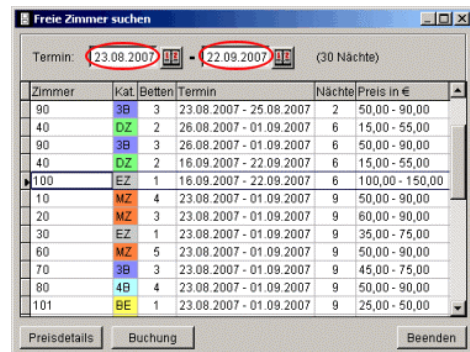 Freie Zimmer suchen
Termin: 23.08.2007 - 22.09.2007 (30 Nächte)
Zimmer Kat. Betten Termin Nächte Preis in €
90 3B 3 23.08.2007 - 25.08.2007 2 50,00 - 90,00
40 DZ 2 26.08.2007 - 01.09.2007 6 15,00 - 55,00
90 3B 3 26.08.2007 - 01.09.2007 6 50,00 - 90,00
40 DZ 2 16.09.2007 - 22.09.2007 6 15,00 - 55,00
100 EZ 1 16.09.2007 - 22.09.2007 6 100,00 - 150,00
10 MZ 4 23.08.2007 - 01.09.2007 9 50,00 - 90,00
20 MZ 3 23.08.2007 - 01.09.2007 9 60,00 - 90,00
30 EZ 1 23.08.2007 - 01.09.2007 9 35,00 - 75,00
60 MZ 5 23.08.2007 - 01.09.2007 9 50,00 - 90,00
70 3B 3 23.08.2007 - 01.09.2007 9 45,00 - 75,00
80 4B 4 23.08.2007 - 01.09.2007 9 50,00 - 90,00
101 BE 1 23.08.2007 - 01.09.2007 9 25,00 - 50,00
Preisdetails Buchung Beenden